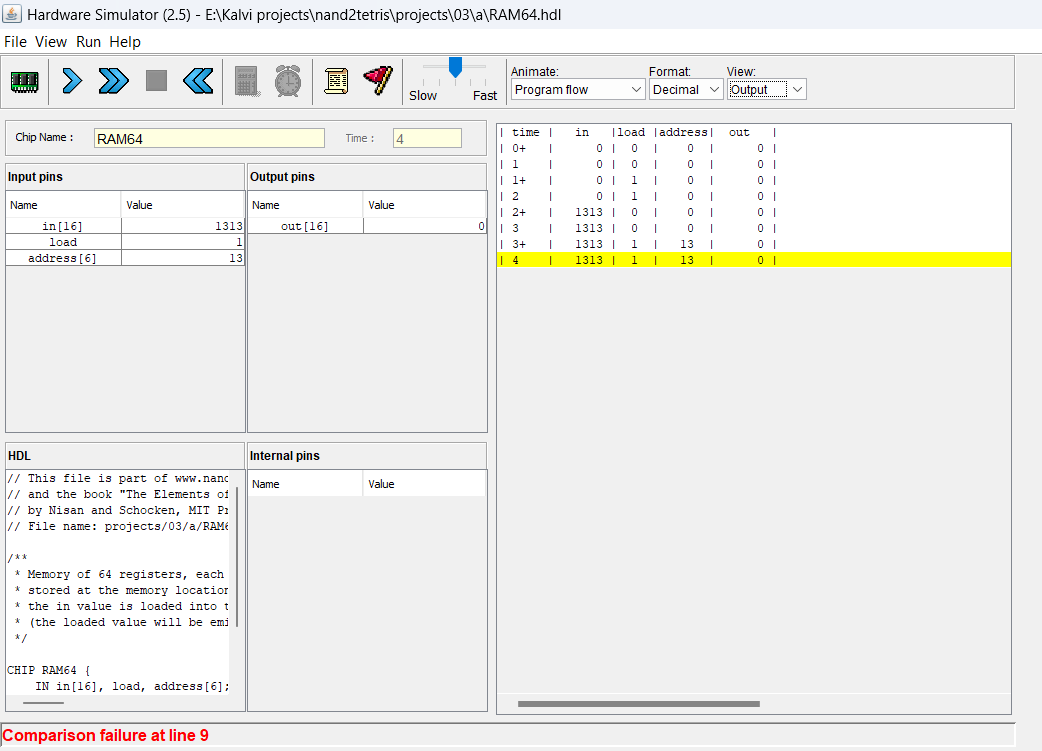 Hardware Simulator (2.5) - E:\Kalvi projects\nand2tetris\projects\03\a\RAM64.hdl
File View Run Help
Slow Fast
Animate: Format: View:
Program flow Decimal Output
Chip Name : RAM64 Time : 4
Input pins
Name Value
in[16] 1313
load 1
address[6] 13
Output pins
Name Value
out[16] 0
HDL
// This file is part of www.nand
// and the book "The Elements of
// by Nisan and Schocken, MIT Pr
// File name: projects/03/a/RAM6
/**
* Memory of 64 registers, each
* stored at the memory location
* the in value is loaded into t
* (the loaded value will be emi
*/
CHIP RAM64 {
IN in[16], load, address[6];
Internal pins
Name Value
| time | in |load |address| out |
| 0+ | 0 | 0 | 0 | 0 |
| 1 | 0 | 0 | 0 | 0 |
| 1+ | 0 | 1 | 0 | 0 |
| 2 | 0 | 1 | 0 | 0 |
| 2+ | 1313 | 0 | 0 | 0 |
| 3 | 1313 | 0 | 0 | 0 |
| 3+ | 1313 | 1 | 13 | 0 |
| 4 | 1313 | 1 | 13 | 0 |
Comparison failure at line 9